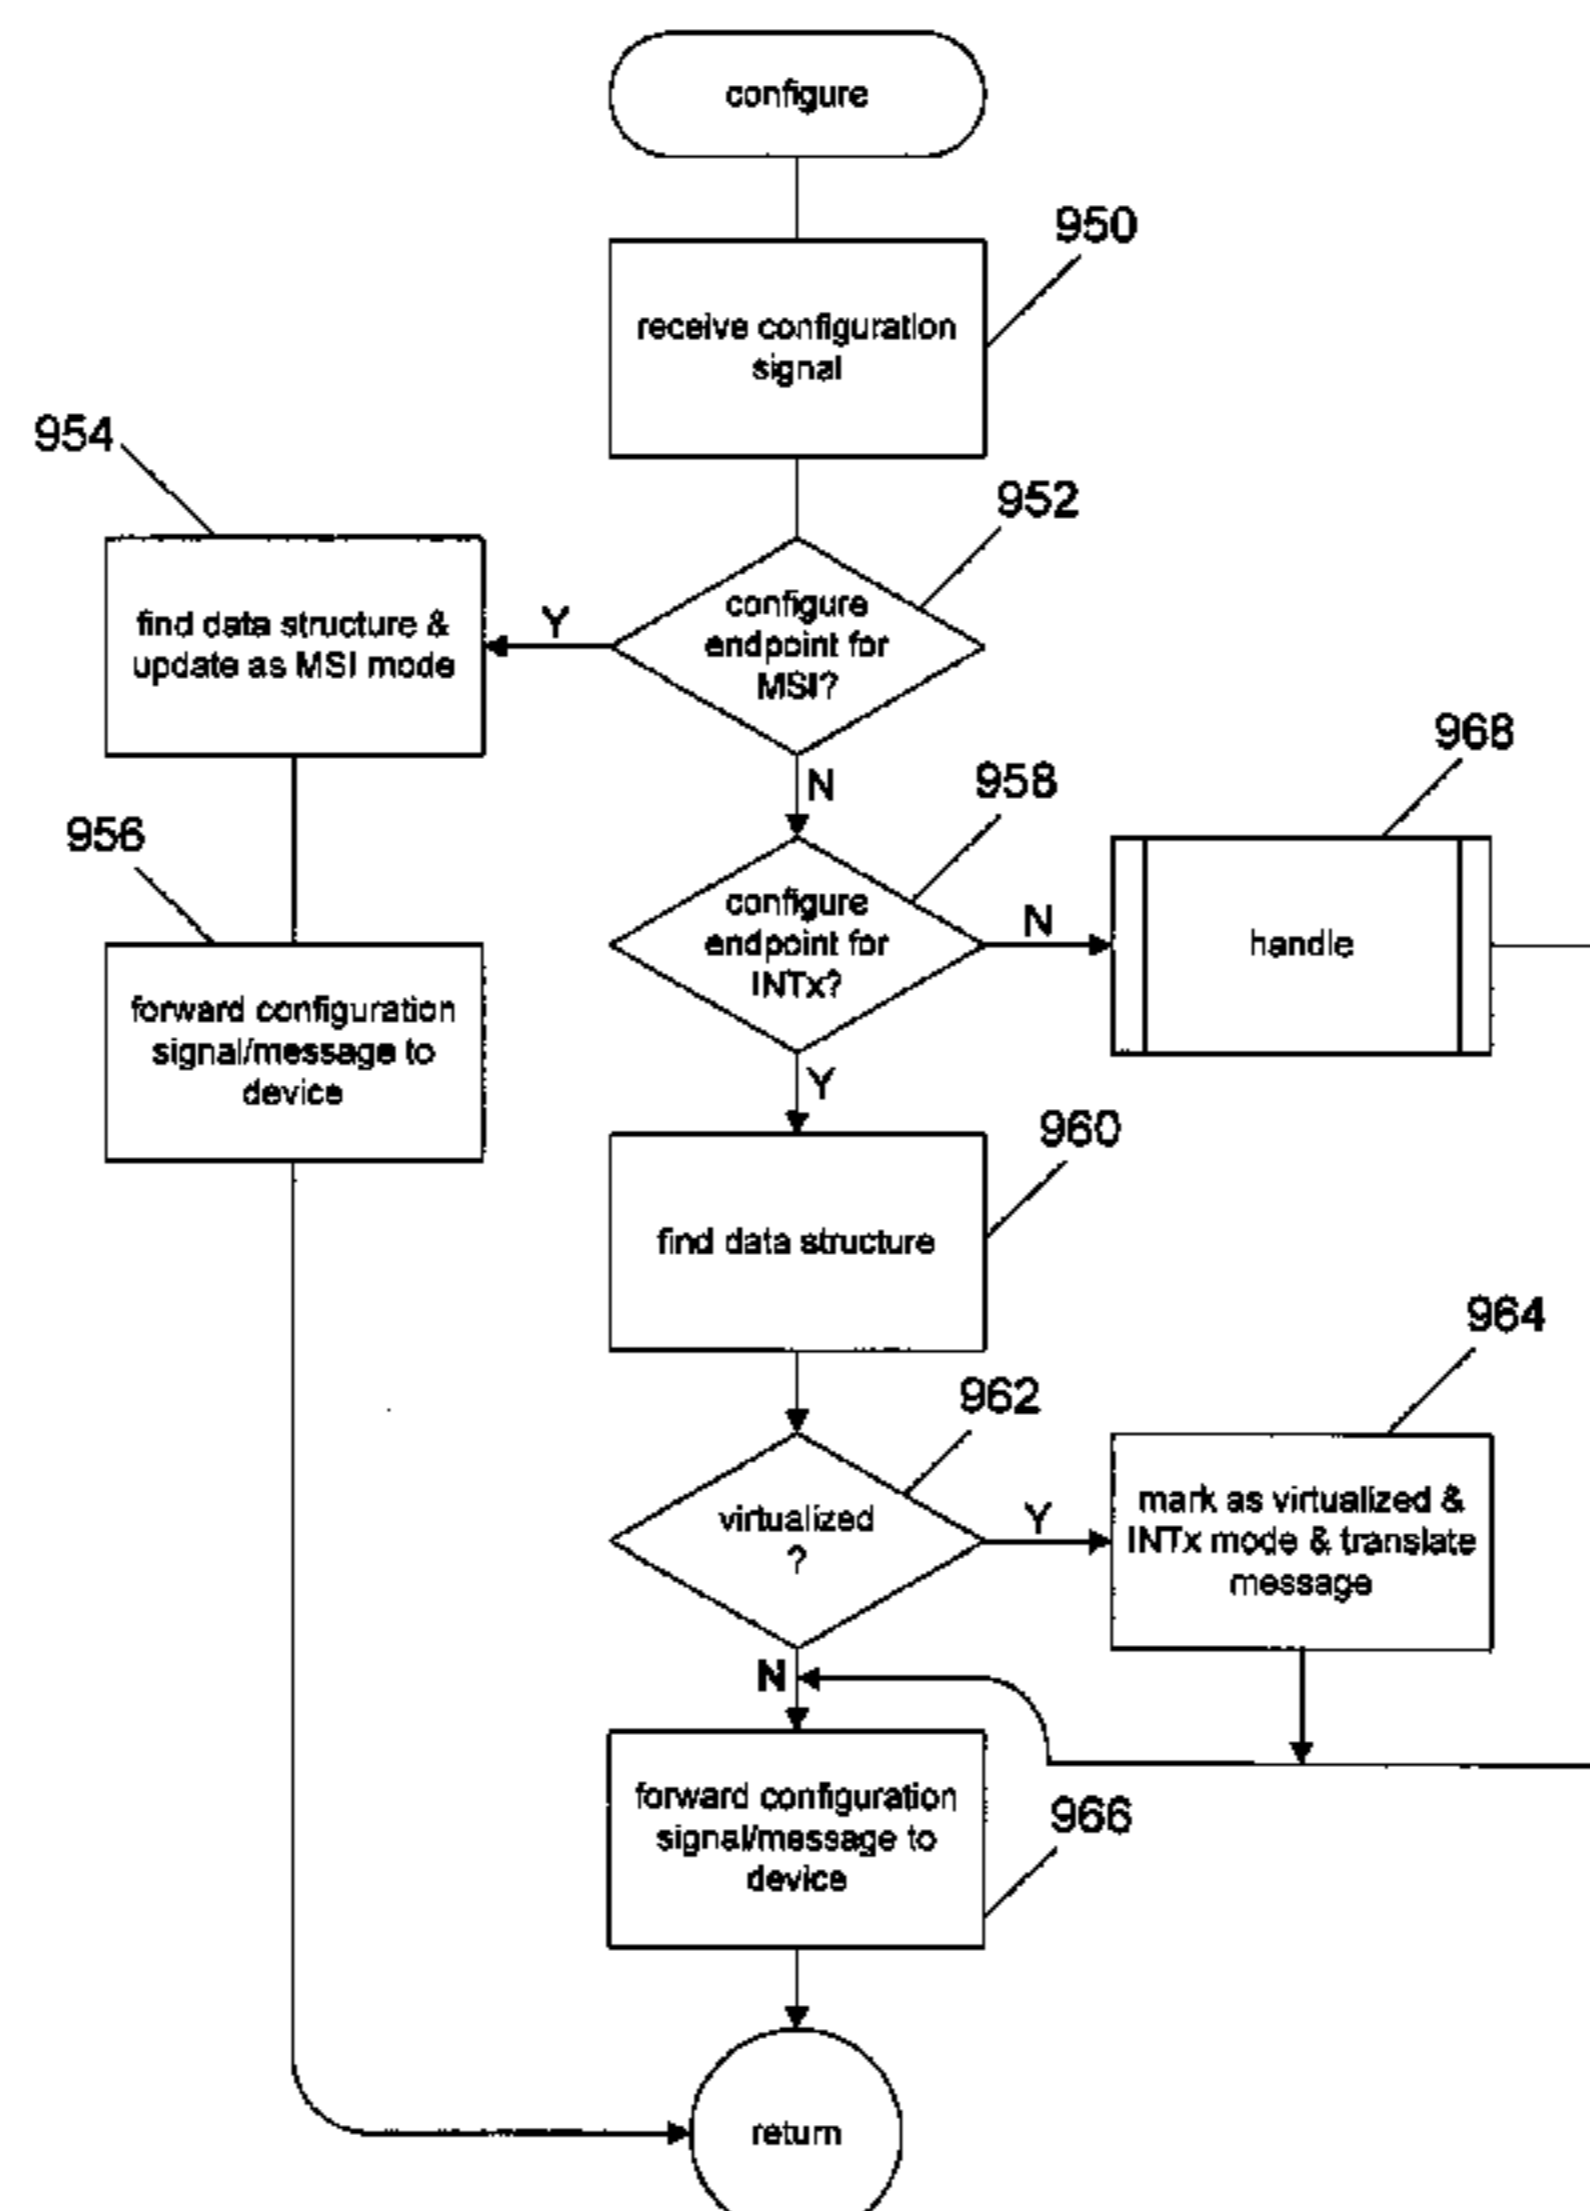 configure
950
receive configuration
signal
954
952
find data structure &
update as MSI mode
Y
configure
endpoint for
MSI?
N
968
958
956
configure
endpoint for
INTx?
N
handle
forward configuration
signal/message to
device
Y
960
find data structure
964
962
virtualized
?
Y
mark as virtualized &
INTx mode & translate
message
N
forward configuration
signal/message to
device
966
return